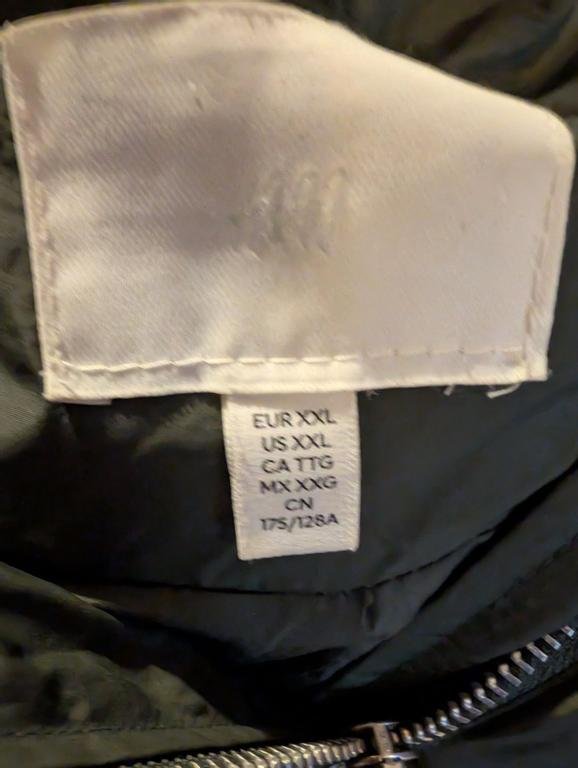 EUR XXL
US XXL
CA TTG
MX XXG
CN
175/128A